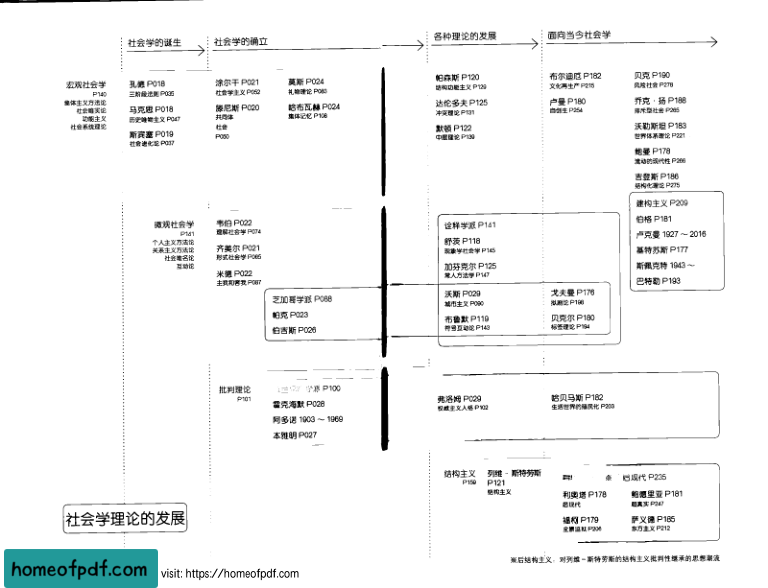 社会学的诞生
社会学的确立
各种理论的发展
面向当今社会学
宏观社会学
P140
集体主义方法论
社会唯实论
功能主义
社会系统理论
孔德 P018
三阶段法则 P035
马克思 P018
历史唯物主义 P047
斯宾塞 P019
社会进化论 P037
涂尔干 P021
社会学主义 P052
滕尼斯 P020
共同体
社会
P050
莫斯 P024
礼物理论 P083
哈布瓦赫 P024
集体记忆 P108
帕森斯 P120
结构功能主义 P129
达伦多夫 P125
冲突理论 P131
默顿 P122
中层理论 P139
布尔迪厄 P182
文化再生产 P215
卢曼 P180
自创生 P254
贝克 P190
风险社会 P278
乔克·扬 P188
排斥型社会 P265
沃勒斯坦 P183
世界体系理论 P221
鲍曼 P178
流动的现代性 P266
吉登斯 P186
结构化理论 P275
建构主义 P209
伯格 P181
卢克曼 1927～2016
基特苏斯 P177
斯佩克特 1943～
巴特勒 P193
微观社会学
P141
个人主义方法论
关系主义方法论
社会唯名论
互动论
韦伯 P022
理解社会学 P074
齐美尔 P021
形式社会学 P065
米德 P022
主我和客我 P087
芝加哥学派 P088
帕克 P023
伯吉斯 P026
诠释学派 P141
舒茨 P118
现象学社会学 P145
加芬克尔 P125
常人方法学 P147
沃斯 P029
城市主义 P090
布鲁默 P119
符号互动论 P143
戈夫曼 P176
拟剧论 P196
贝克尔 P180
标签理论 P194
批判理论
P101
P100
霍克海默 P028
阿多诺 1903～1969
本雅明 P027
弗洛姆 P029
权威主义人格 P102
哈贝马斯 P182
生活世界的殖民化 P203
结构主义
P159
列维－斯特劳斯
P121
结构主义
后现代 P235
利奥塔 P178
后现代
鲍德里亚 P181
超真实 P247
福柯 P179
全景监狱 P206
萨义德 P185
东方主义 P212
社会学理论的发展
※后结构主义，对列维－斯特劳斯的结构主义批判性继承的思想潮流
homeofpdf.com
visit: https://homeofpdf.com